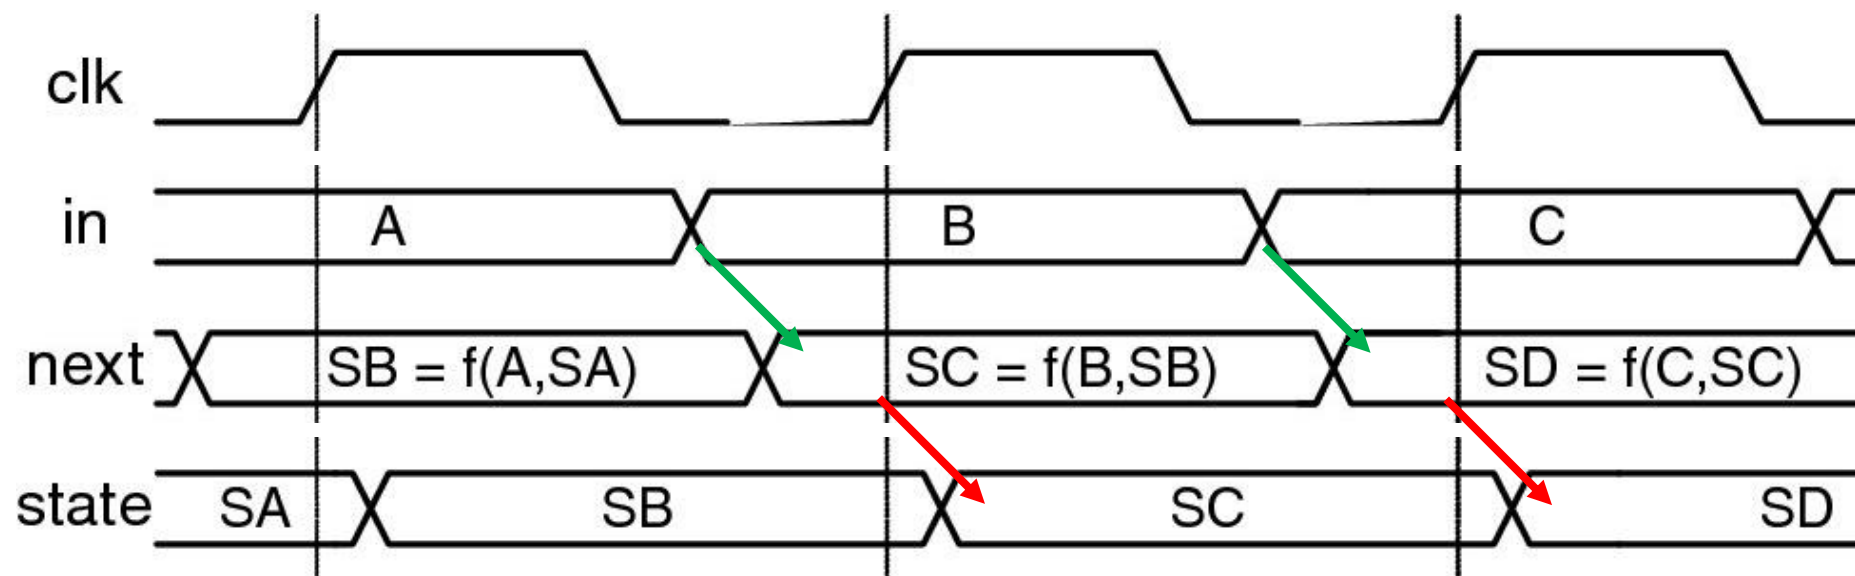 clk
in A B C
next SB = f(A,SA) SC = f(B,SB) SD = f(C,SC)
state SA SB SC SD